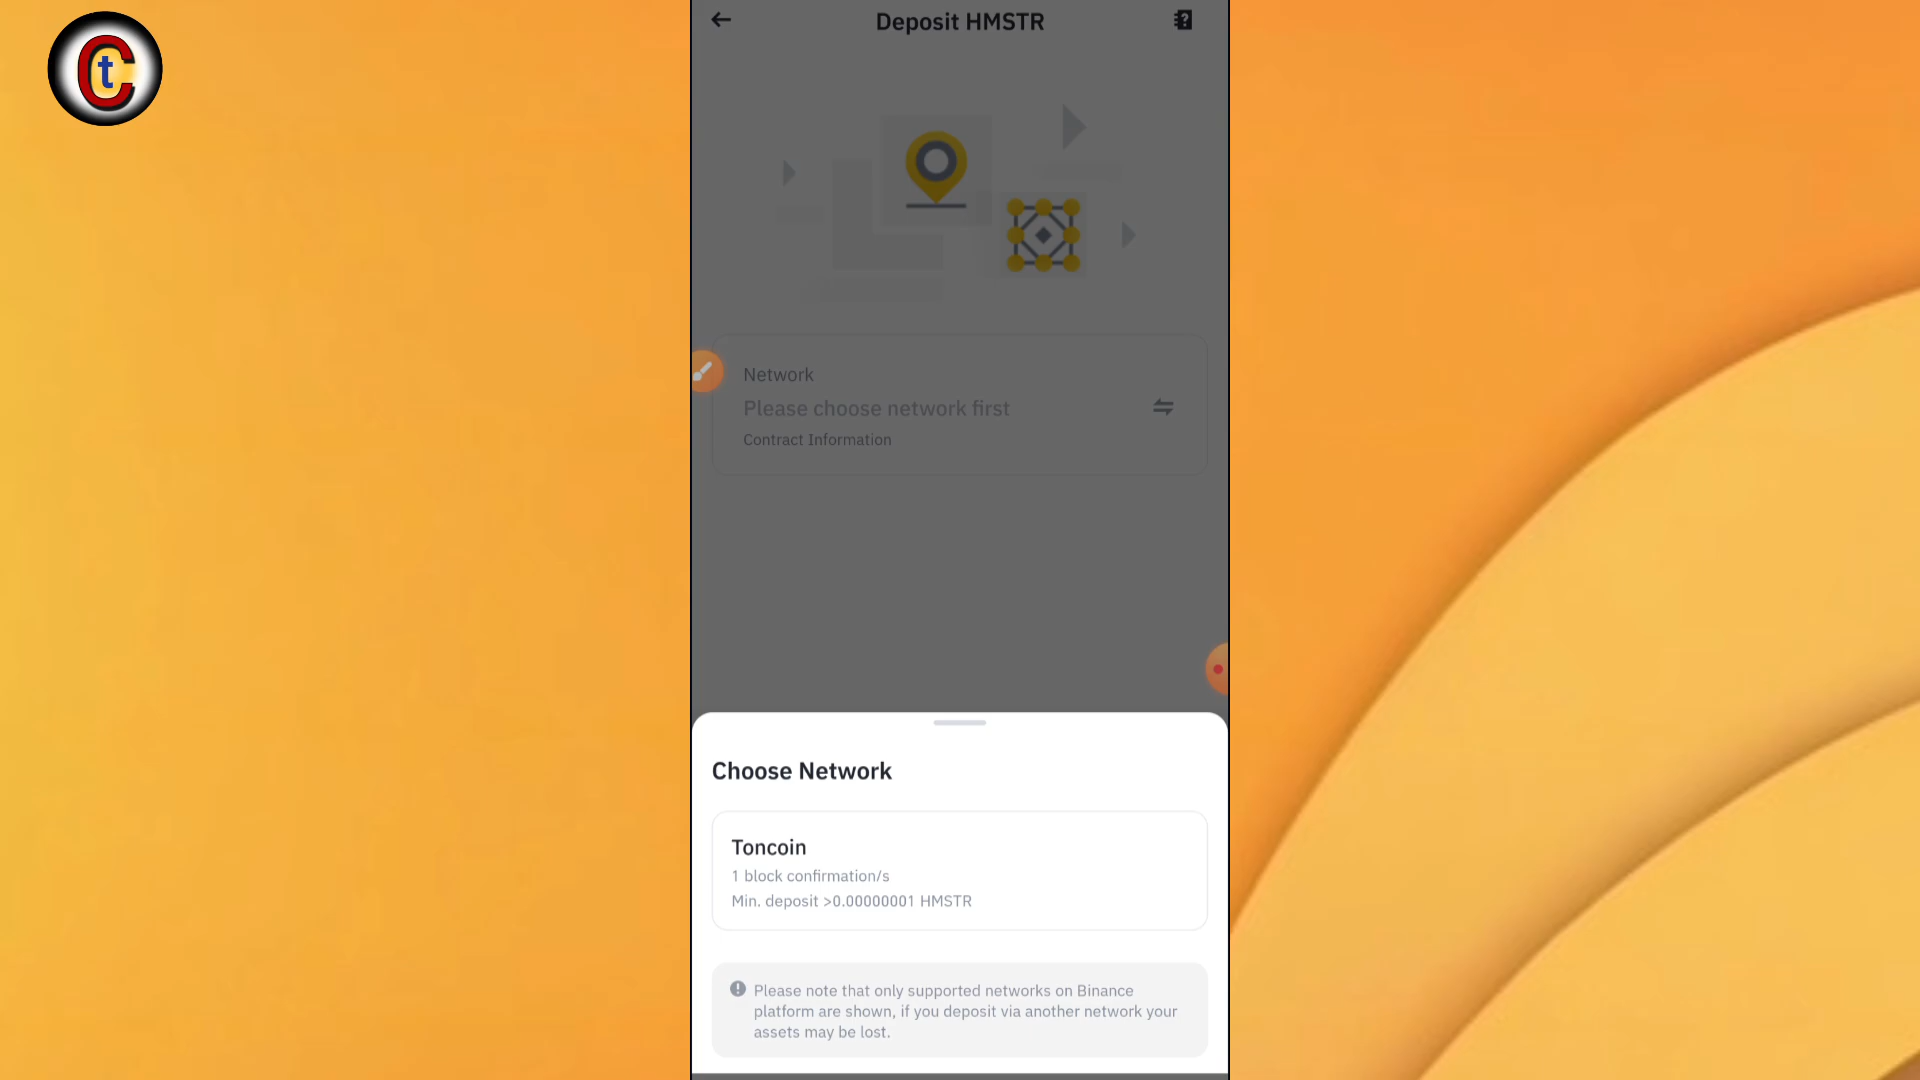 Ct
Deposit HMSTR
Network
Please choose network first
Contract Information
Choose Network
Toncoin
1 block confirmation/s
Min. deposit >0.00000001 HMSTR
Please note that only supported networks on Binance
platform are shown, if you deposit via another network your
assets may be lost.